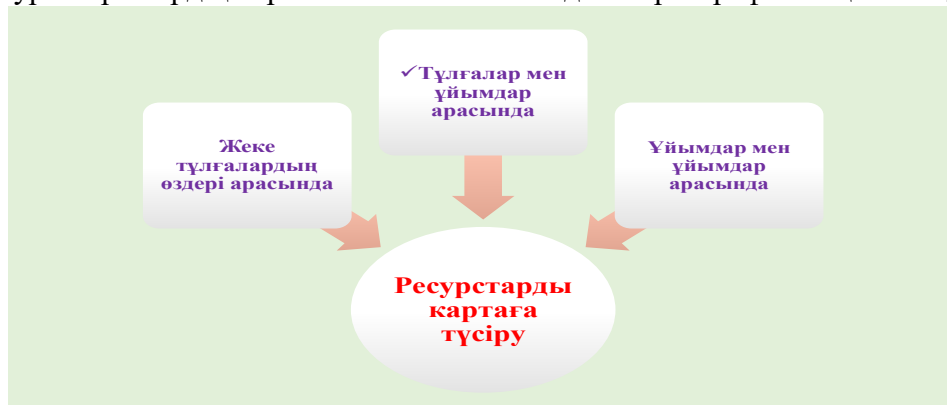 ✓Тұлғалар мен
ұйымдар
арасында
Жеке
тұлғалардың
өздері арасында
Ұйымдар мен
ұйымдар
арасында
Ресурстарды
картаға
түсіру